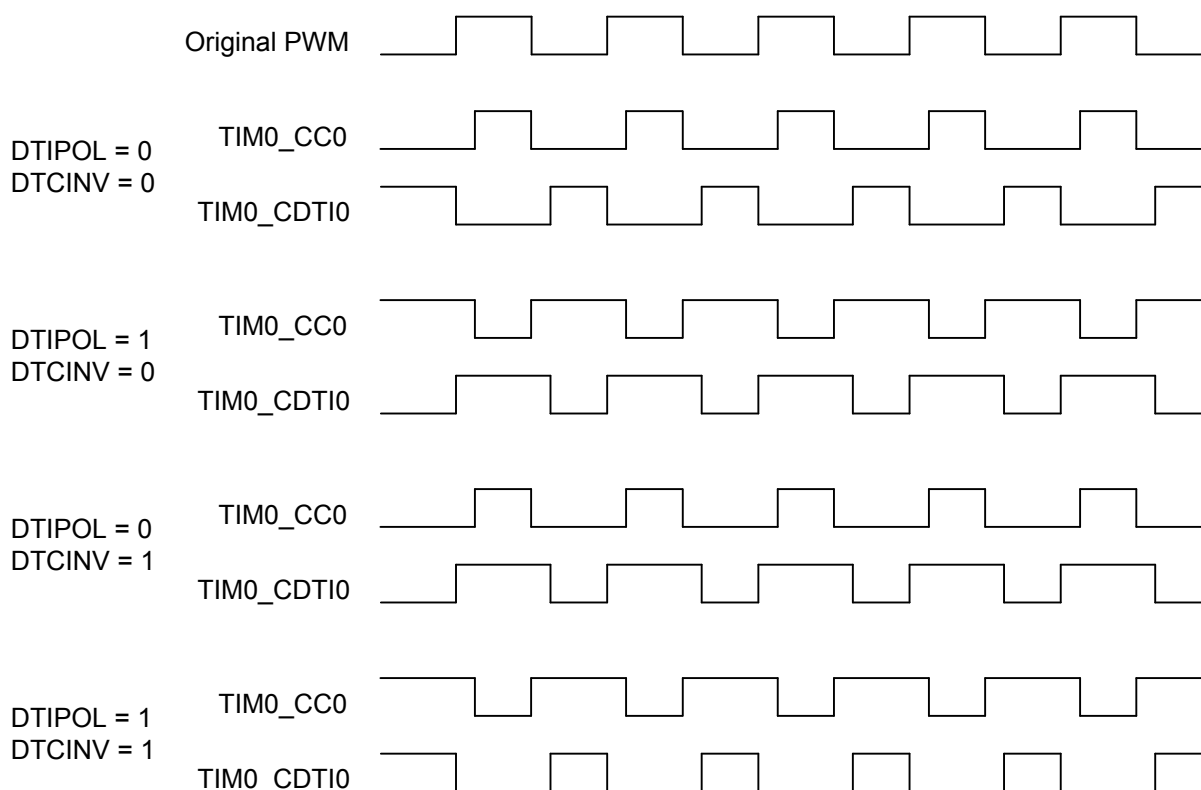 Original PWM
DTIPOL = 0
DTCINV = 0
TIM0_CC0
TIM0_CDTI0
DTIPOL = 1
DTCINV = 0
TIM0_CC0
TIM0_CDTI0
DTIPOL = 0
DTCINV = 1
TIM0_CC0
TIM0_CDTI0
DTIPOL = 1
DTCINV = 1
TIM0_CC0
TIM0_CDTI0